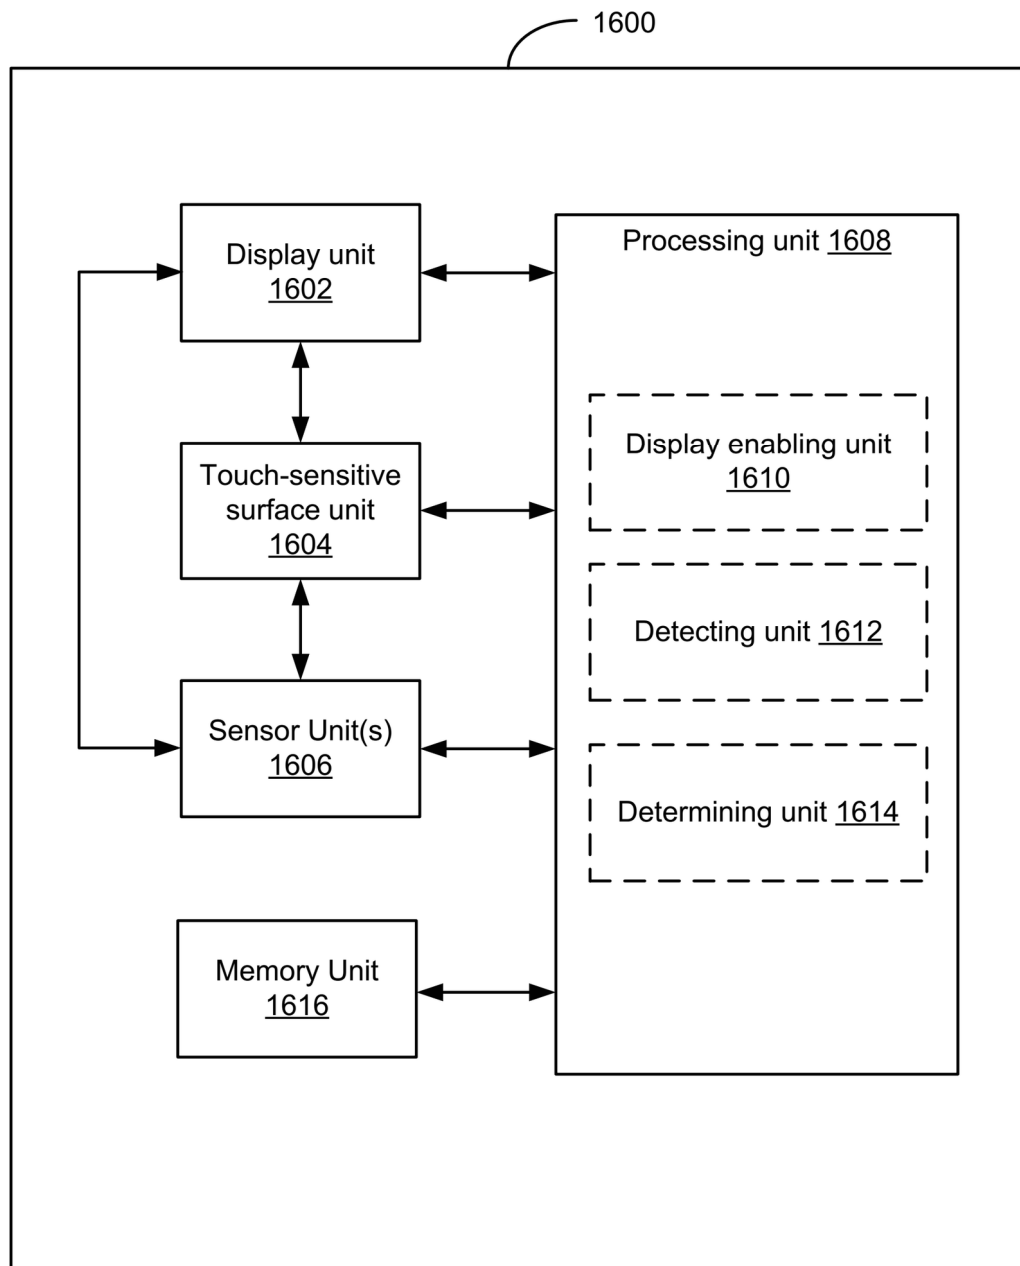 1600
Display unit
1602
Processing unit 1608
Touch-sensitive
surface unit
1604
Display enabling unit
1610
Detecting unit 1612
Sensor Unit(s)
1606
Determining unit 1614
Memory Unit
1616